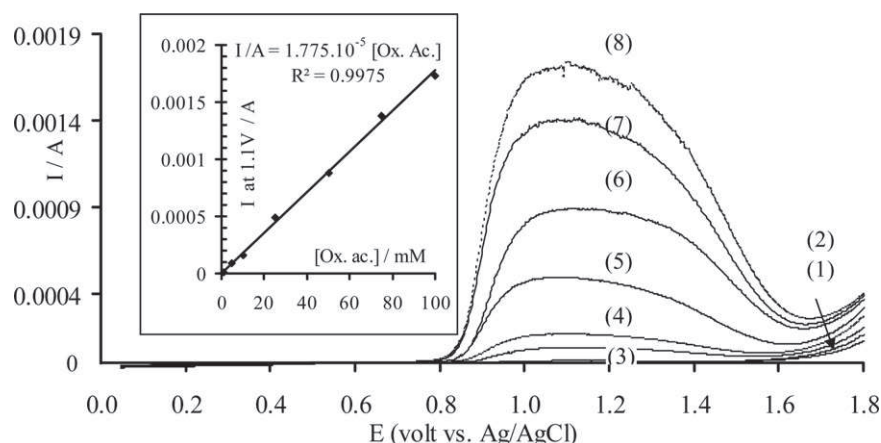 0.0019
0.0014
0.0009
0.0004
0
I / A
0.0 0.2 0.4 0.6 0.8 1.0 1.2 1.4 1.6 1.8
E (volt vs. Ag/AgCl)
0.002
0.0015
0.001
0.0005
0
I at 1.1V / A
I /A = 1.775.10⁻⁵ [Ox. Ac.]
R² = 0.9975
[Ox. ac.] / mM
0 20 40 60 80 100
(8)
(7)
(6)
(5)
(4)
(3)
(2)
(1)